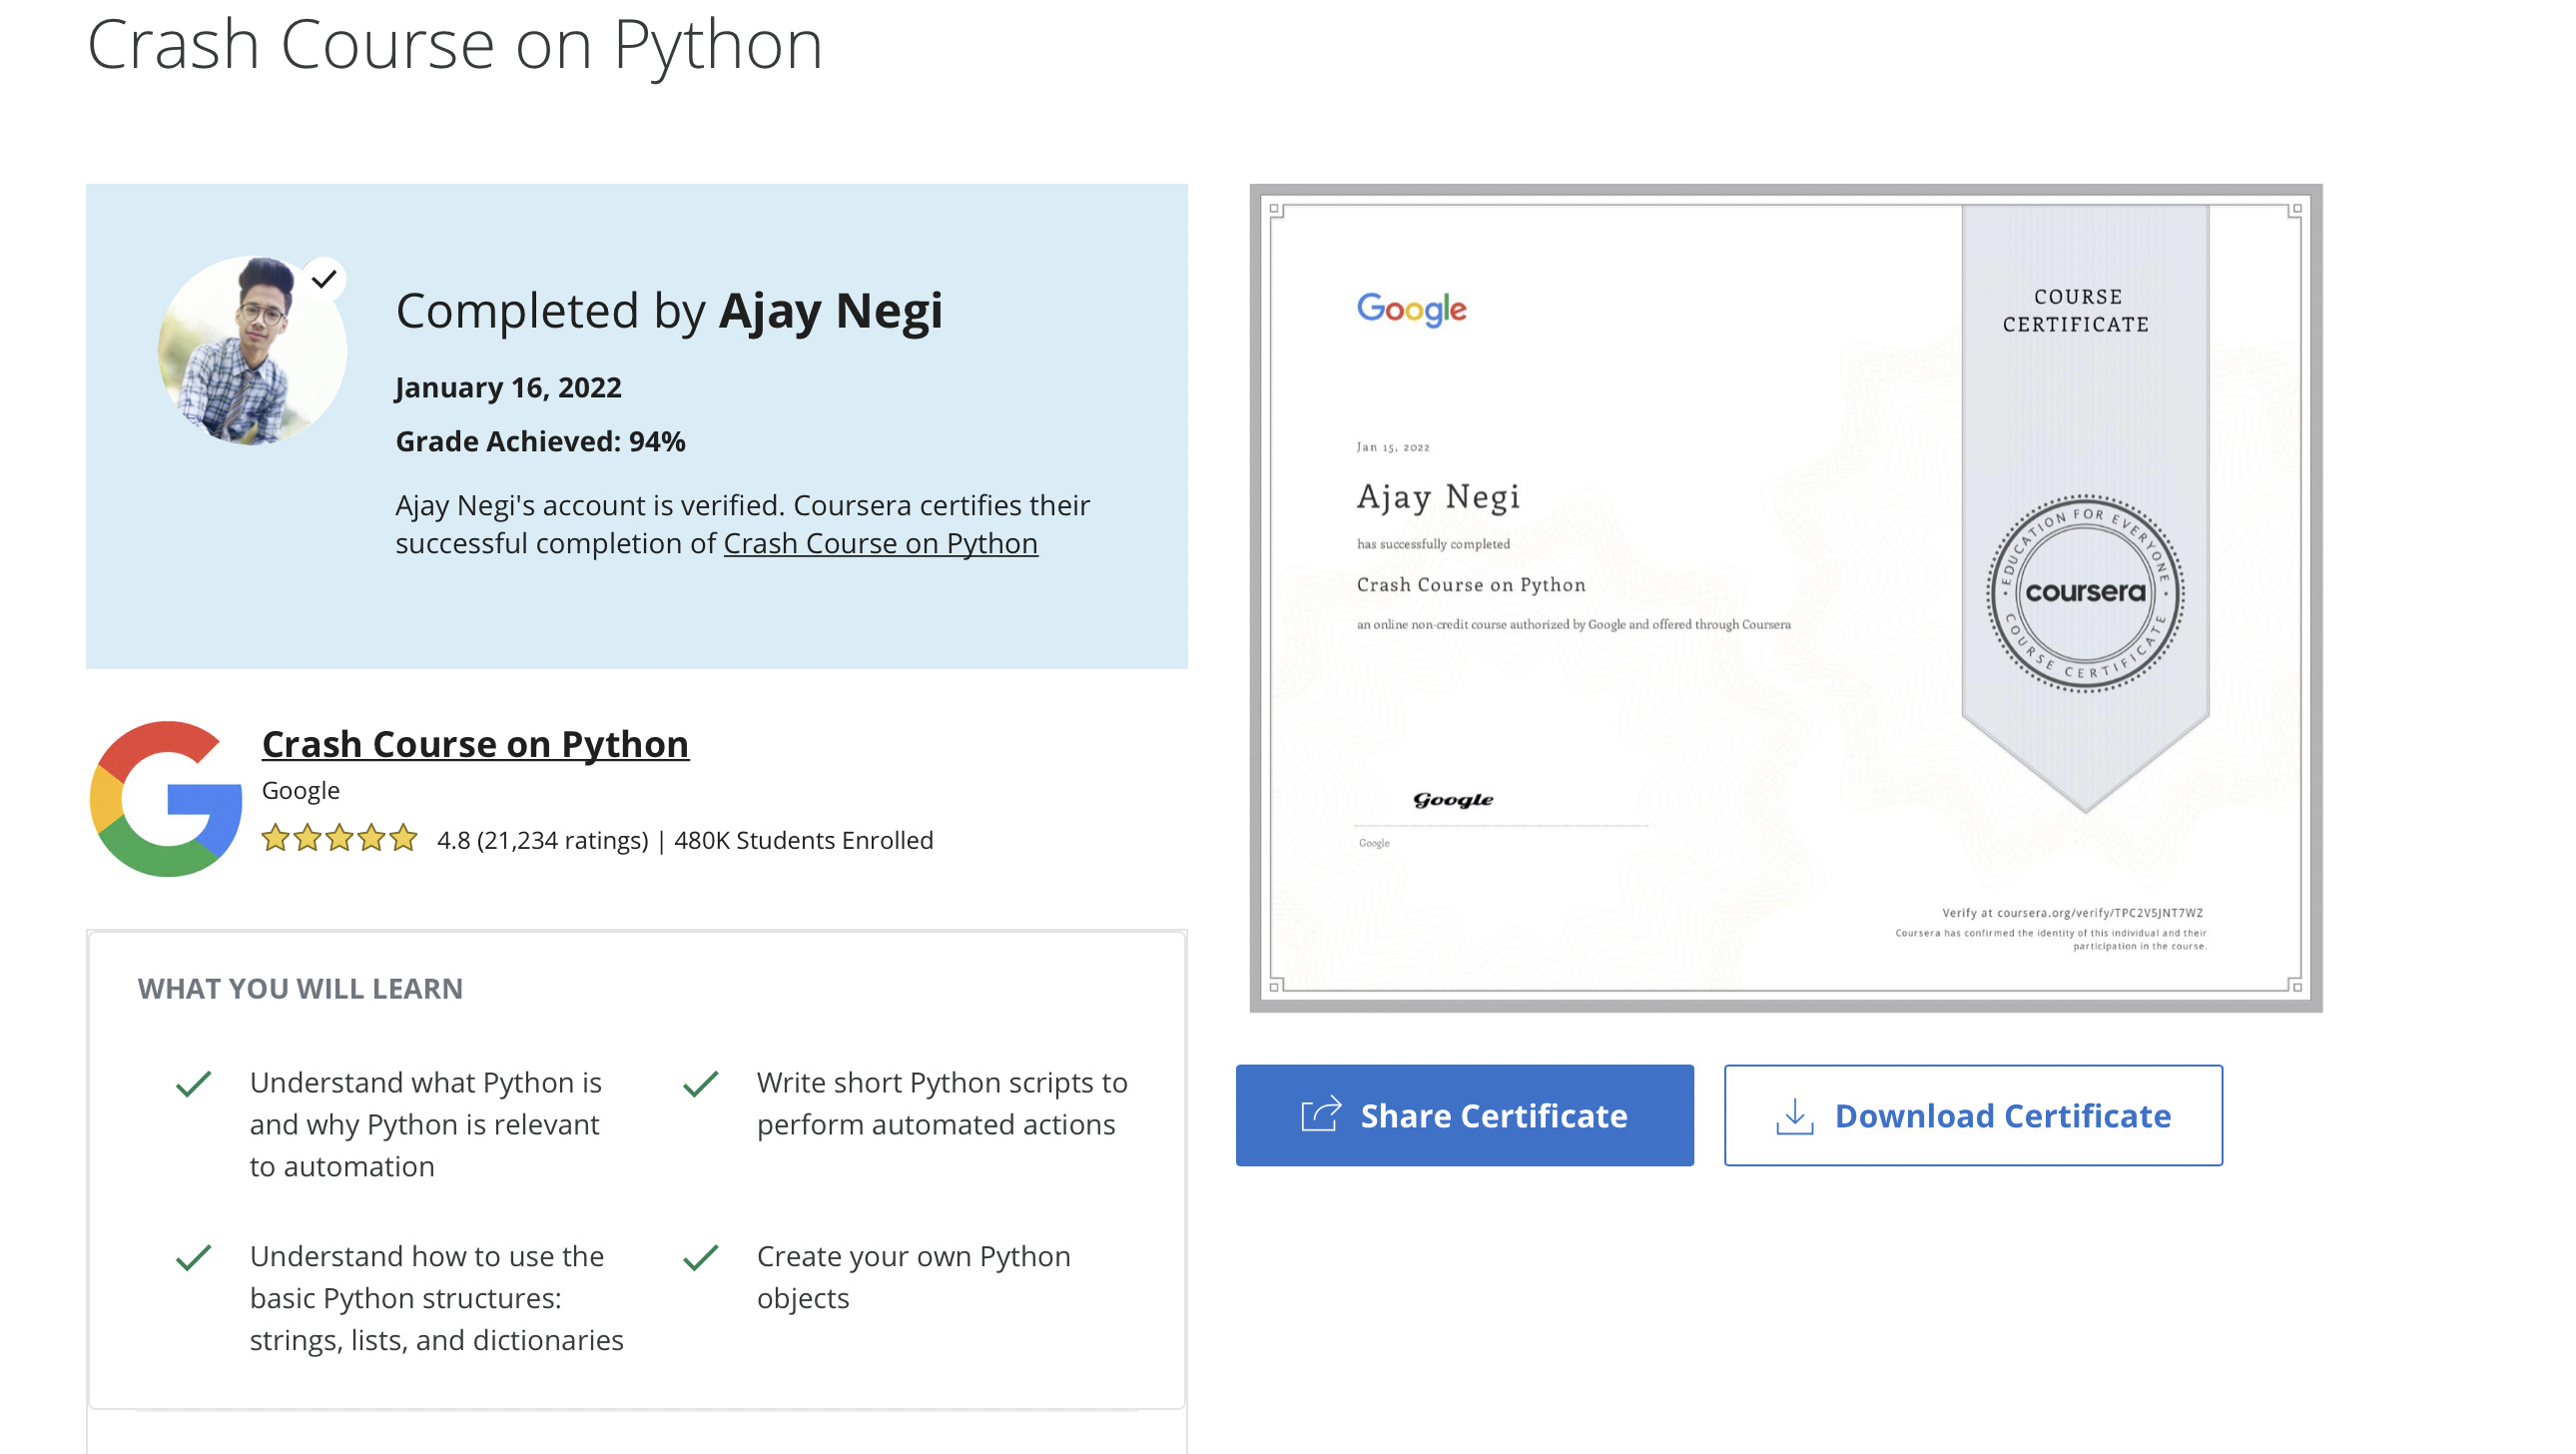 Crash Course on Python
Completed by Ajay Negi
January 16, 2022
Grade Achieved: 94%
Ajay Negi's account is verified. Coursera certifies their
successful completion of Crash Course on Python
Crash Course on Python
Google
4.8 (21,234 ratings) | 480K Students Enrolled
WHAT YOU WILL LEARN
Understand what Python is
and why Python is relevant
to automation
Write short Python scripts to
perform automated actions
Understand how to use the
basic Python structures:
strings, lists, and dictionaries
Create your own Python
objects
Google
COURSE
CERTIFICATE
Jan 15, 2022
Ajay Negi
has successfully completed
Crash Course on Python
an online non-credit course authorized by Google and offered through Coursera
EDUCATION FOR EVERYONE
coursera
COURSE CERTIFICATE
Google
Google
Verify at coursera.org/verify/TPC2V5JNT7WZ
Coursera has confirmed the identity of this individual and their
participation in the course.
Share Certificate
Download Certificate